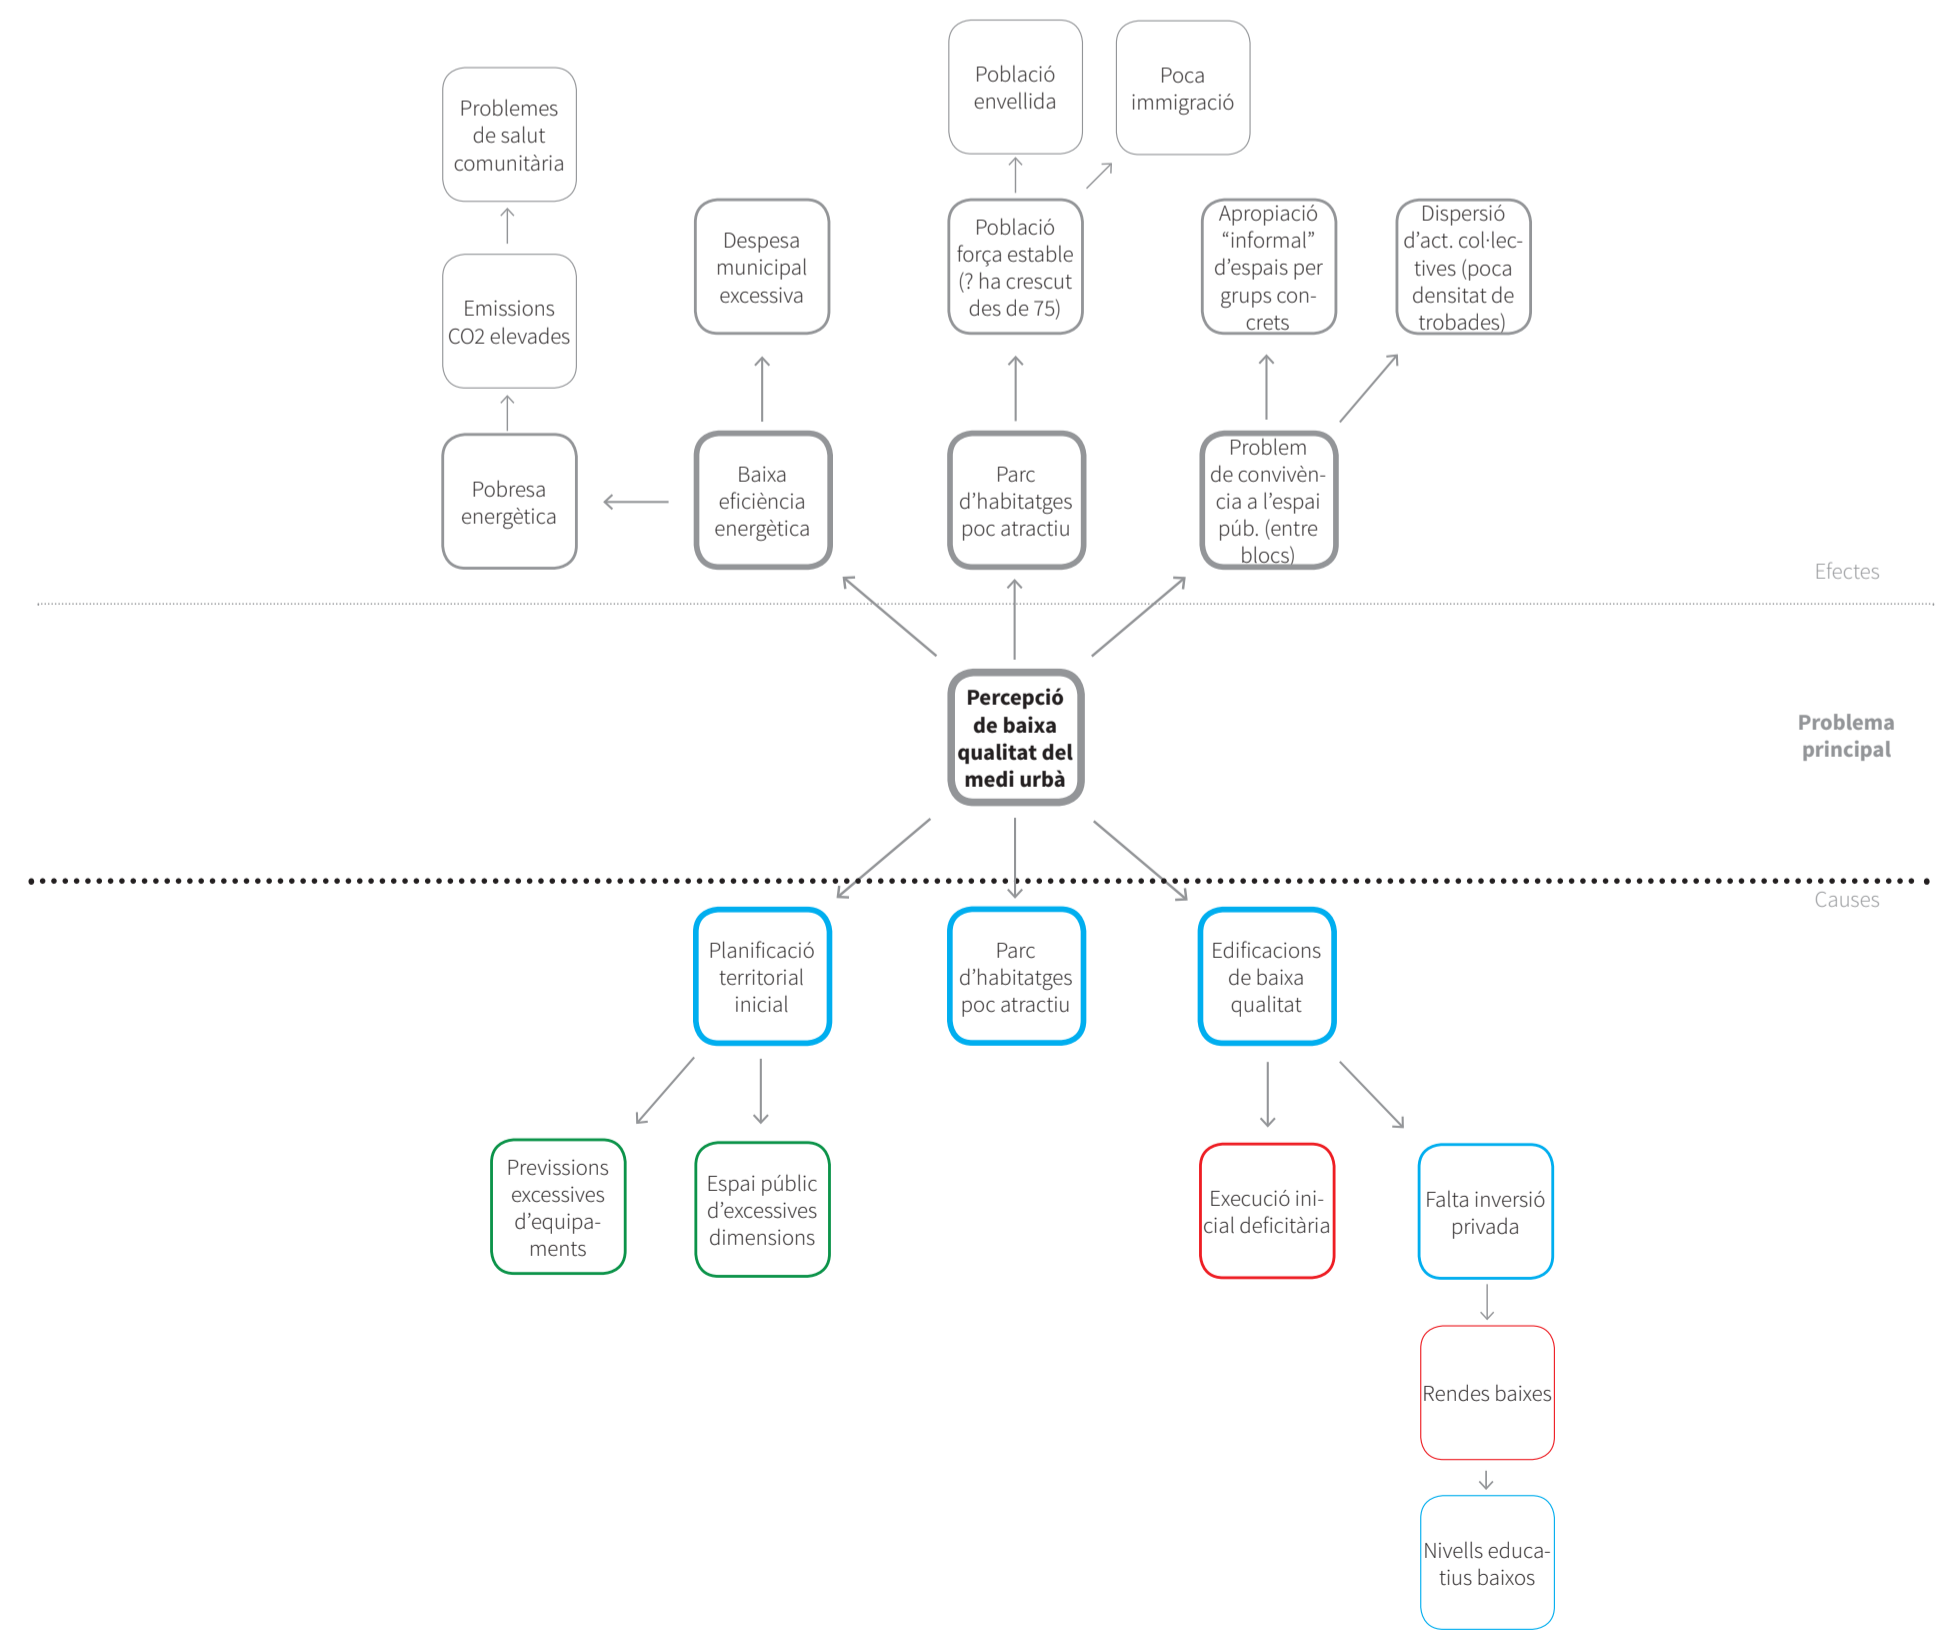 Població
envellida
Poca
immigració
Problemes
de salut
comunitària
Despesa
municipal
excessiva
Població
força estable
(? ha crescut
des de 75)
Apropiació
“informal”
d’espais per
grups con-
crets
Dispersió
d’act. col·lec-
tives (poca
densitat de
trobades)
Emissions
CO2 elevades
Pobresa
energètica
Baixa
eficiència
energètica
Parc
d’habitatges
poc atractiu
Problem
de convivèn-
cia a l’espai
púb. (entre
blocs)
Efectes
Percepció
de baixa
qualitat del
medi urbà
Problema
principal
Causes
Planificació
territorial
inicial
Parc
d’habitatges
poc atractiu
Edificacions
de baixa
qualitat
Previssions
excessives
d’equipa-
ments
Espai públic
d’excessives
dimensions
Execució ini-
cial deficitària
Falta inversió
privada
Rendes baixes
Nivells educa-
tius baixos